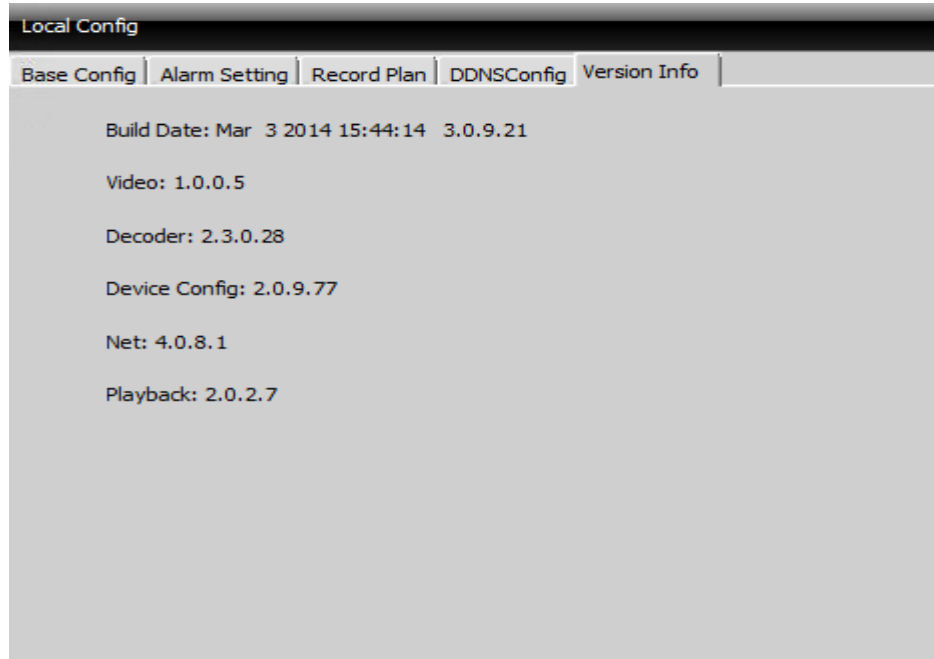 Local Config
Base Config Alarm Setting Record Plan DDNSConfig Version Info
Build Date: Mar  3 2014 15:44:14   3.0.9.21
Video: 1.0.0.5
Decoder: 2.3.0.28
Device Config: 2.0.9.77
Net: 4.0.8.1
Playback: 2.0.2.7